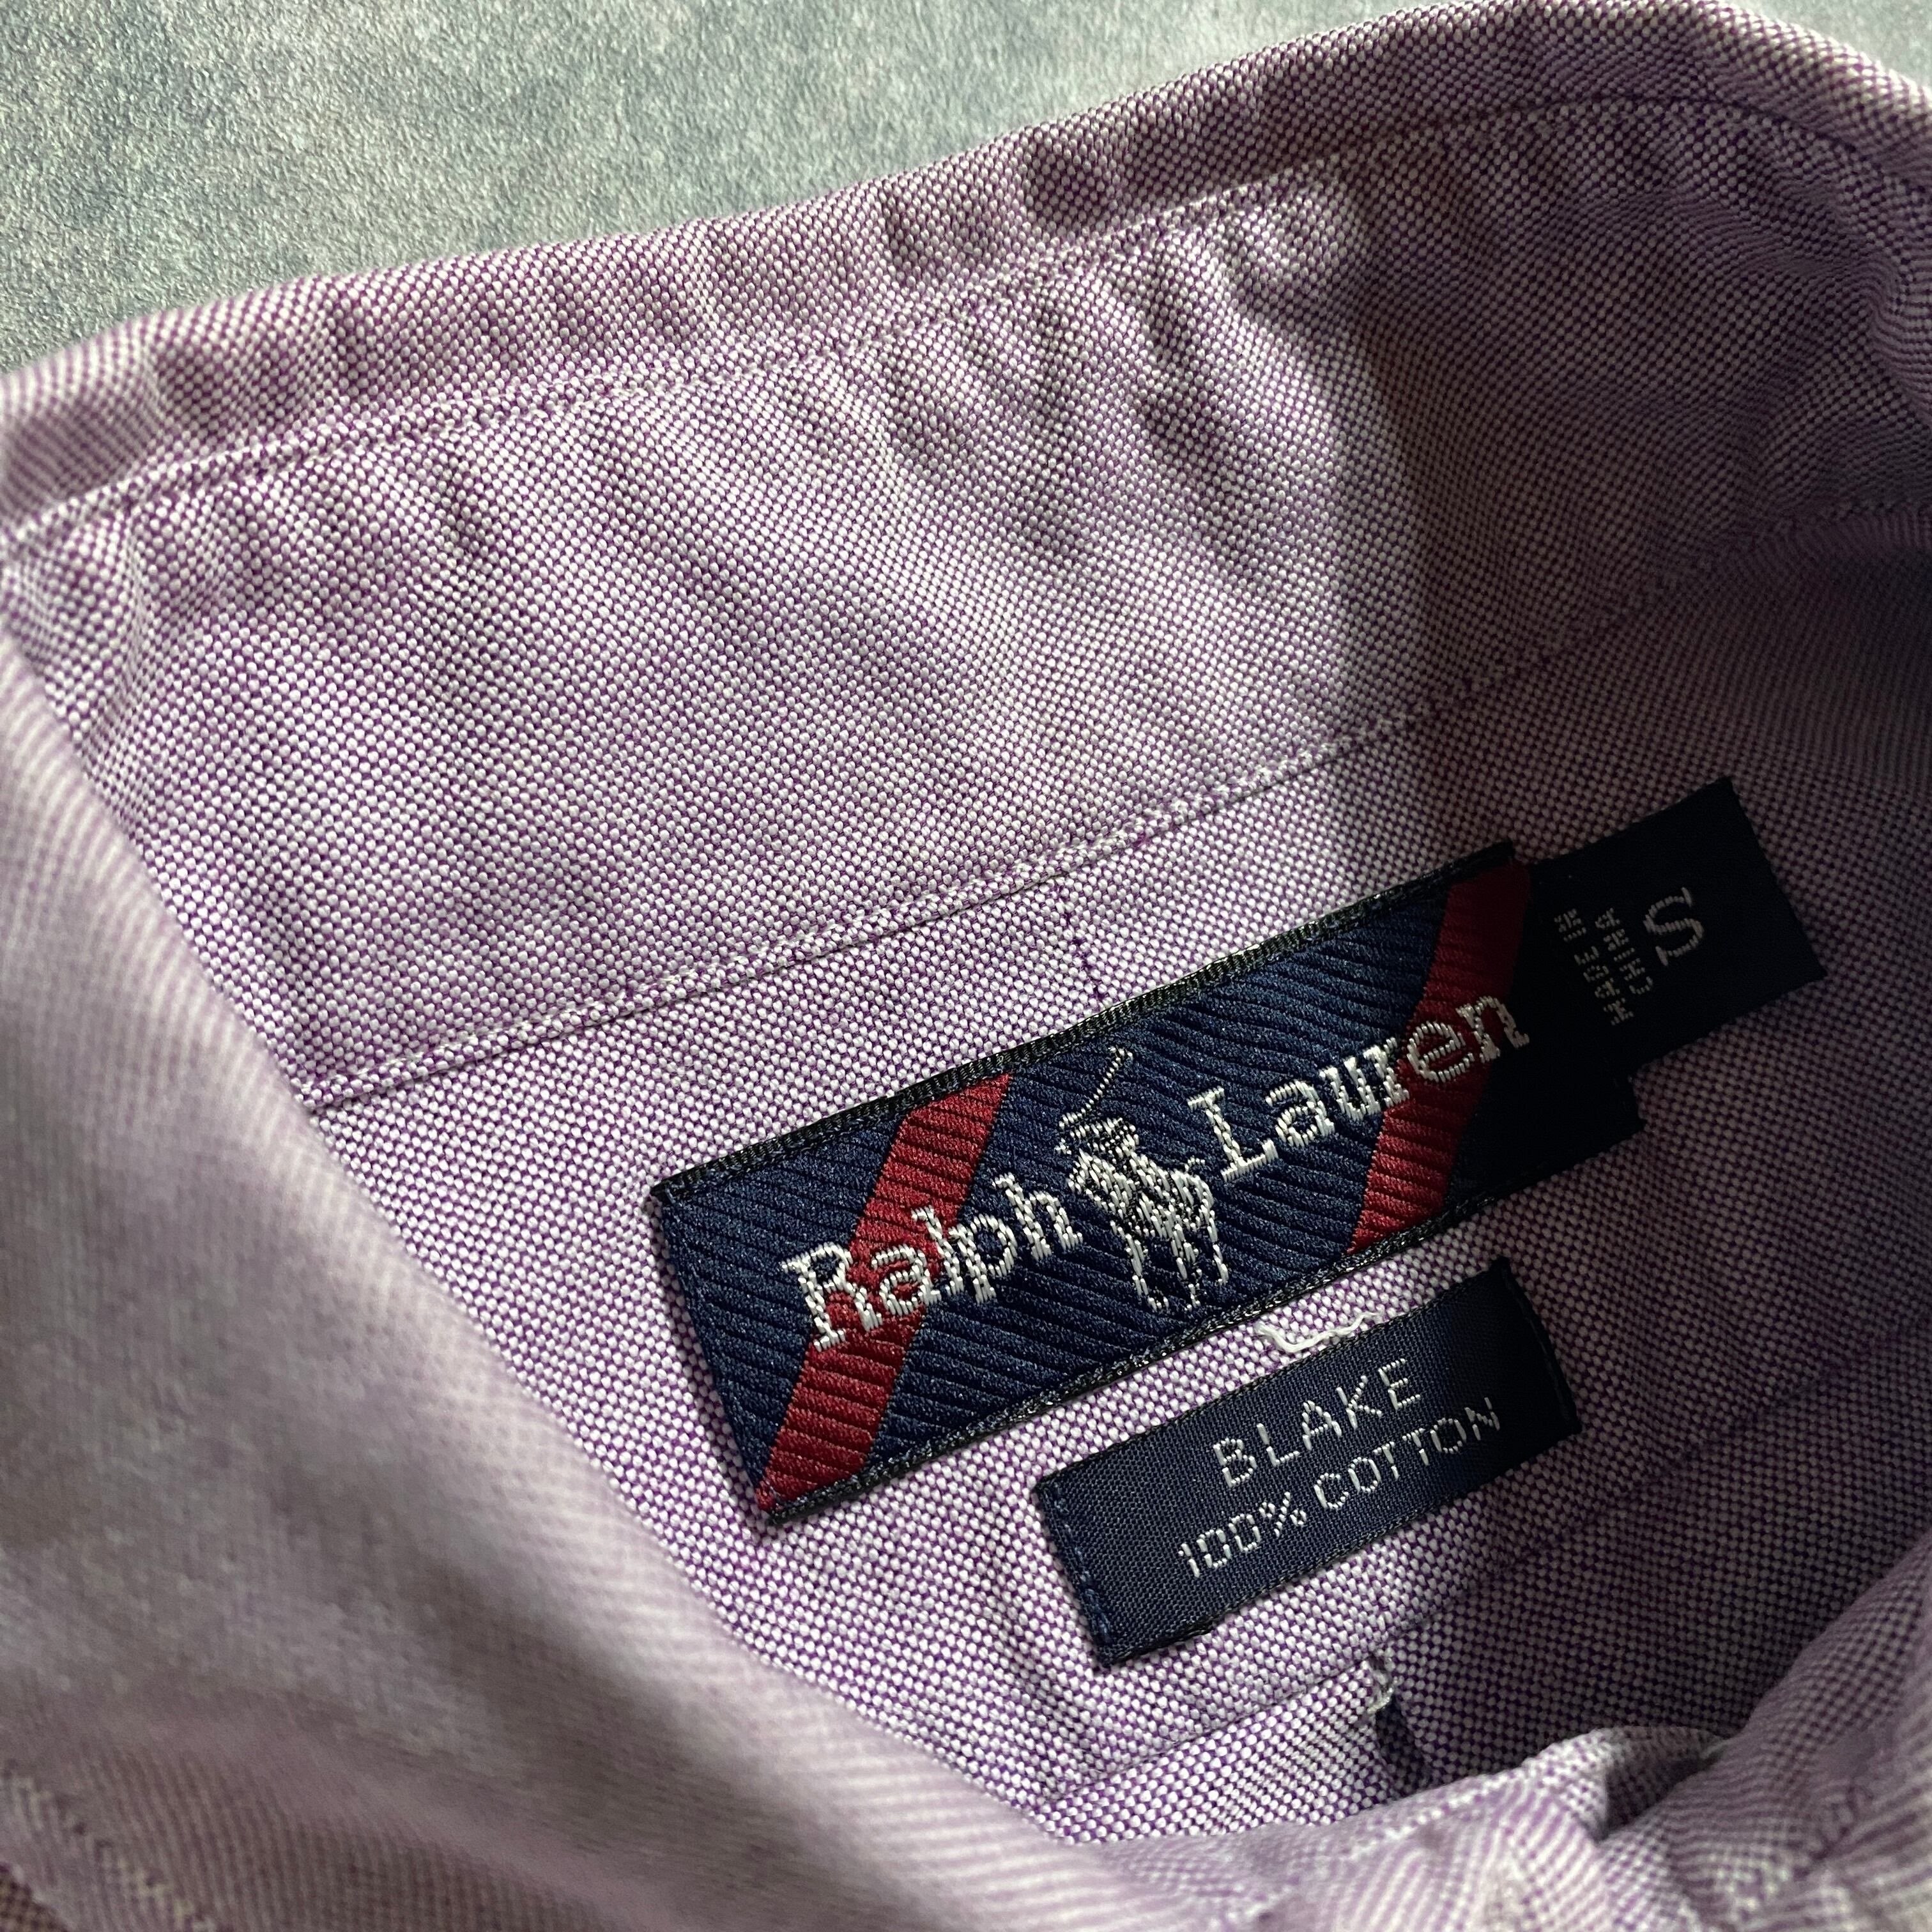 Ralph Lauren
S
MADE IN
CHINA
BLAKE
100% COTTON